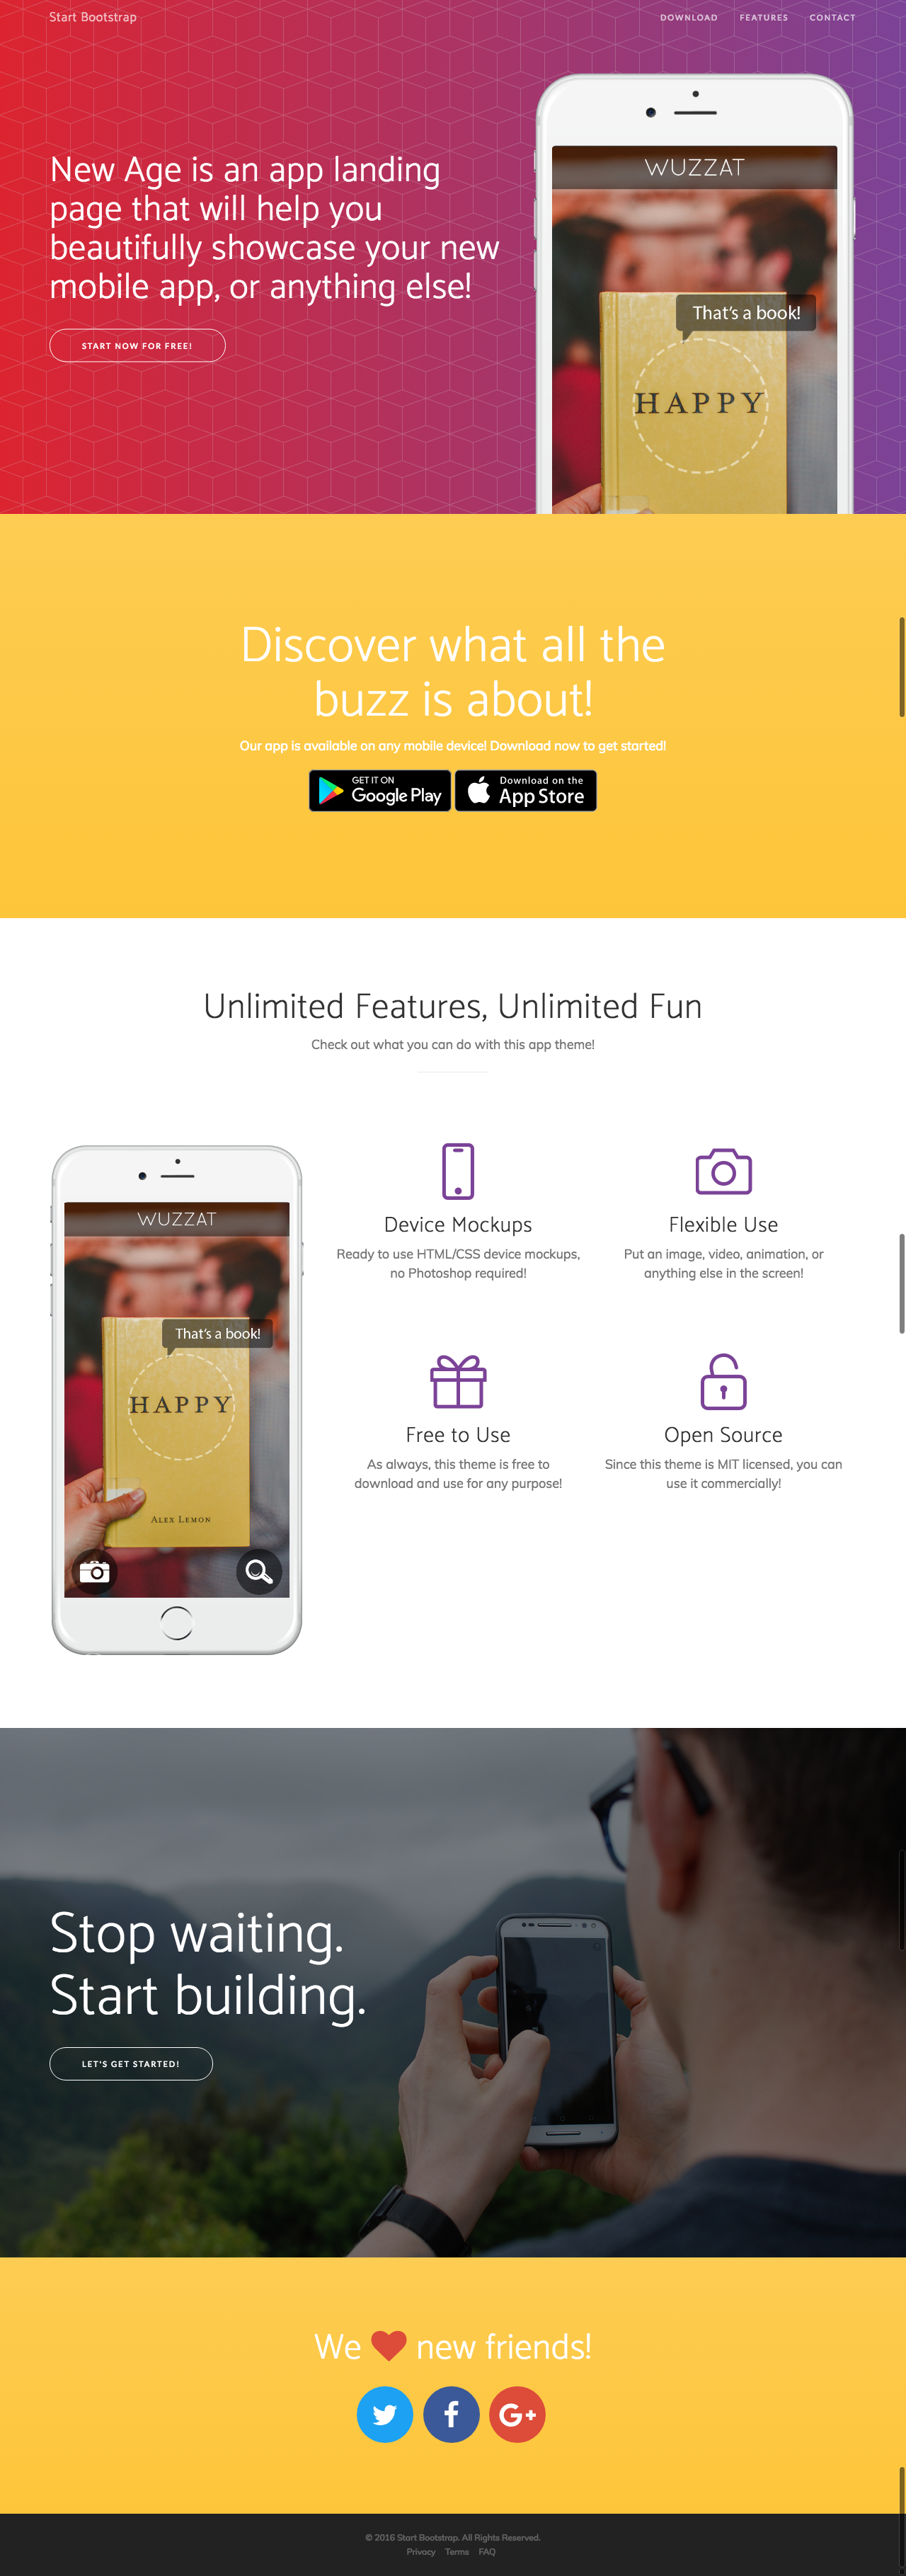 Start Bootstrap
DOWNLOAD FEATURES CONTACT
New Age is an app landing
page that will help you
beautifully showcase your new
mobile app, or anything else!
START NOW FOR FREE!
WUZZAT
That's a book!
HAPPY
Discover what all the
buzz is about!
Our app is available on any mobile device! Download now to get started!
GET IT ON
Google Play
Download on the
App Store
Unlimited Features, Unlimited Fun
Check out what you can do with this app theme!
WUZZAT
That's a book!
HAPPY
ALEX LEMON
Device Mockups
Ready to use HTML/CSS device mockups,
no Photoshop required!
Flexible Use
Put an image, video, animation, or
anything else in the screen!
Free to Use
As always, this theme is free to
download and use for any purpose!
Open Source
Since this theme is MIT licensed, you can
use it commercially!
Stop waiting.
Start building.
LET'S GET STARTED!
We new friends!
G+
© 2016 Start Bootstrap. All Rights Reserved.
Privacy Terms FAQ